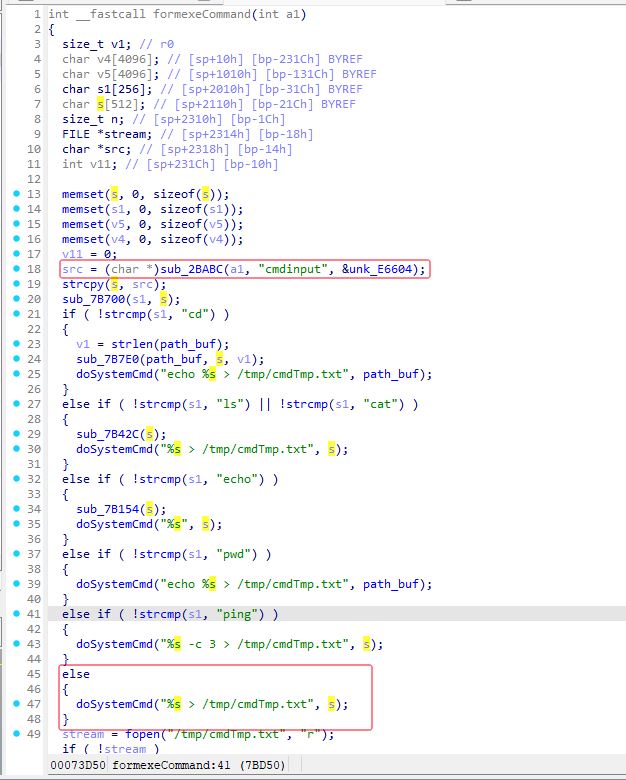 1 int __fastcall formexeCommand(int a1)
2 {
3 size_t v1; // r0
4 char v4[4096]; // [sp+10h] [bp-231Ch] BYREF
5 char v5[4096]; // [sp+1010h] [bp-131Ch] BYREF
6 char s1[256]; // [sp+2010h] [bp-31Ch] BYREF
7 char s[512]; // [sp+2110h] [bp-21Ch] BYREF
8 size_t n; // [sp+2310h] [bp-1Ch]
9 FILE *stream; // [sp+2314h] [bp-18h]
10 char *src; // [sp+2318h] [bp-14h]
11 int v11; // [sp+231Ch] [bp-10h]
12
13 memset(s, 0, sizeof(s));
14 memset(s1, 0, sizeof(s1));
15 memset(v5, 0, sizeof(v5));
16 memset(v4, 0, sizeof(v4));
17 v11 = 0;
18 src = (char *)sub_2BABC(a1, "cmdinput", &unk_E6604);
19 strcpy(s, src);
20 sub_7B700(s1, s);
21 if ( !strcmp(s1, "cd") )
22 {
23 v1 = strlen(path_buf);
24 sub_7B7E0(path_buf, s, v1);
25 doSystemCmd("echo %s > /tmp/cmdTmp.txt", path_buf);
26 }
27 else if ( !strcmp(s1, "ls") || !strcmp(s1, "cat") )
28 {
29 sub_7B42C(s);
30 doSystemCmd("%s > /tmp/cmdTmp.txt", s);
31 }
32 else if ( !strcmp(s1, "echo") )
33 {
34 sub_7B154(s);
35 doSystemCmd("%s", s);
36 }
37 else if ( !strcmp(s1, "pwd") )
38 {
39 doSystemCmd("echo %s > /tmp/cmdTmp.txt", path_buf);
40 }
41 else if ( !strcmp(s1, "ping") )
42 {
43 doSystemCmd("%s -c 3 > /tmp/cmdTmp.txt", s);
44 }
45 else
46 {
47 doSystemCmd("%s > /tmp/cmdTmp.txt", s);
48 }
49 stream = fopen("/tmp/cmdTmp.txt", "r");
if ( !stream )
00073D50 formexeCommand:41 (7BD50)